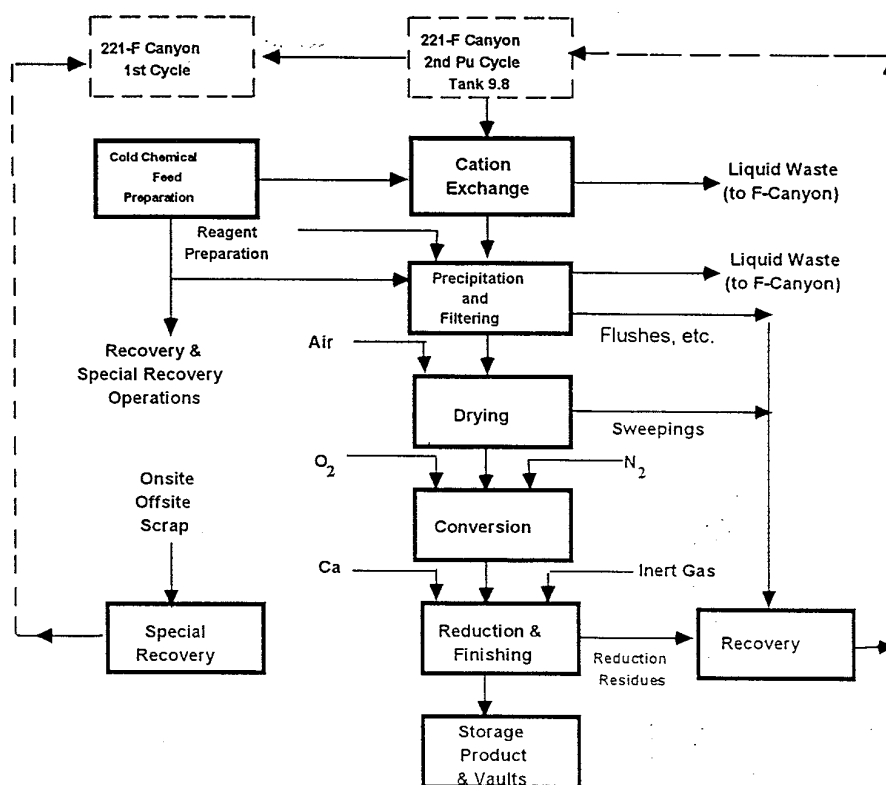 221-F Canyon
1st Cycle
221-F Canyon
2nd Pu Cycle
Tank 9.8
Cold Chemical
Feed
Preparation
Cation
Exchange
Liquid Waste
(to F-Canyon)
Reagent
Preparation
Precipitation
and
Filtering
Liquid Waste
(to F-Canyon)
Flushes, etc.
Recovery &
Special Recovery
Operations
Air
Drying
Sweepings
O2
N2
Onsite
Offsite
Scrap
Conversion
Ca
Inert Gas
Special
Recovery
Reduction &
Finishing
Reduction
Residues
Recovery
Storage
Product
& Vaults